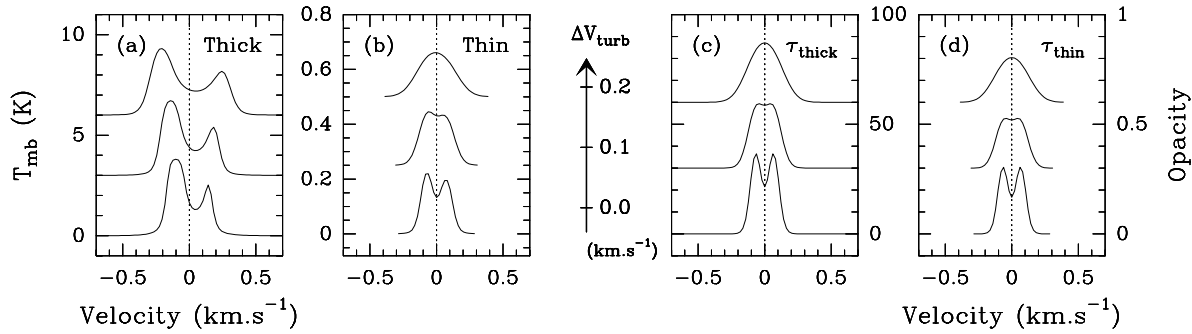 (a) Thick
(b) Thin
ΔV_turb
(c) τ_thick
(d) τ_thin
T_mb (K)
10
5
0
0.8
0.6
0.4
0.2
0
0.2
0.1
0.0
(km.s⁻¹)
100
50
0
1
0.5
0
Opacity
−0.5 0 0.5
−0.5 0 0.5
−0.5 0 0.5
−0.5 0 0.5
Velocity (km.s⁻¹)
Velocity (km.s⁻¹)